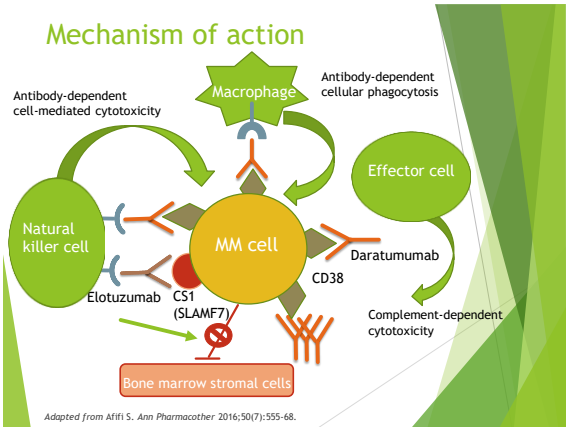 Mechanism of action
Antibody-dependent
cell-mediated cytotoxicity
Macrophage
Antibody-dependent
cellular phagocytosis
Effector cell
Natural
killer cell
MM cell
Daratumumab
CD38
Elotuzumab
CS1
(SLAMF7)
Complement-dependent
cytotoxicity
Bone marrow stromal cells
Adapted from Afifi S. Ann Pharmacother 2016;50(7):555-68.